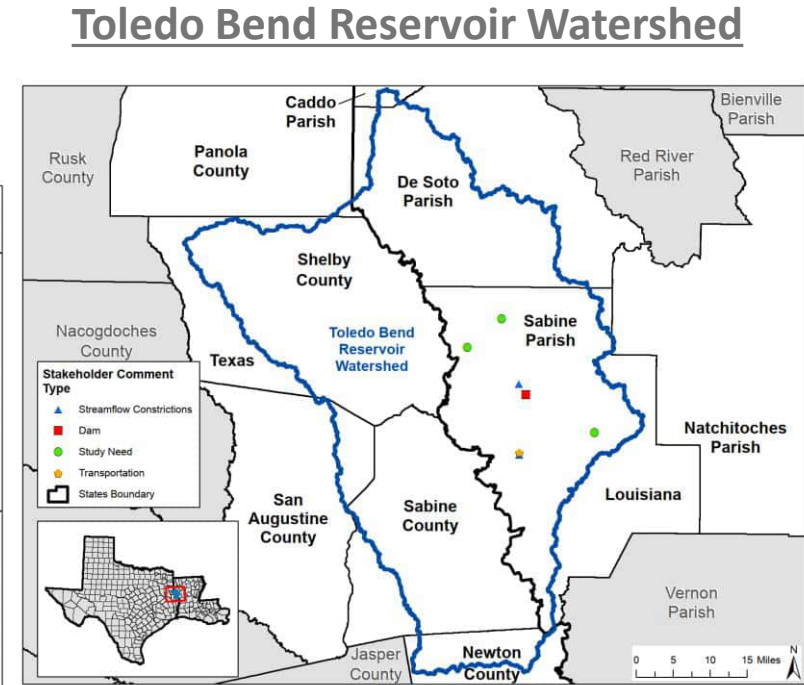 Toledo Bend Reservoir Watershed
Caddo
Parish
Bienville
Parish
Rusk
County
Panola
County
Red River
Parish
De Soto
Parish
Shelby
County
Nacogdoches
County
Texas
Toledo Bend
Reservoir
Watershed
Sabine
Parish
Stakeholder Comment
Type
Streamflow Constrictions
Dam
Study Need
Transportation
States Boundary
Natchitoches
Parish
Louisiana
San
Augustine
County
Sabine
County
Vernon
Parish
Jasper
County
Newton
County
0 5 10 15 Miles
N